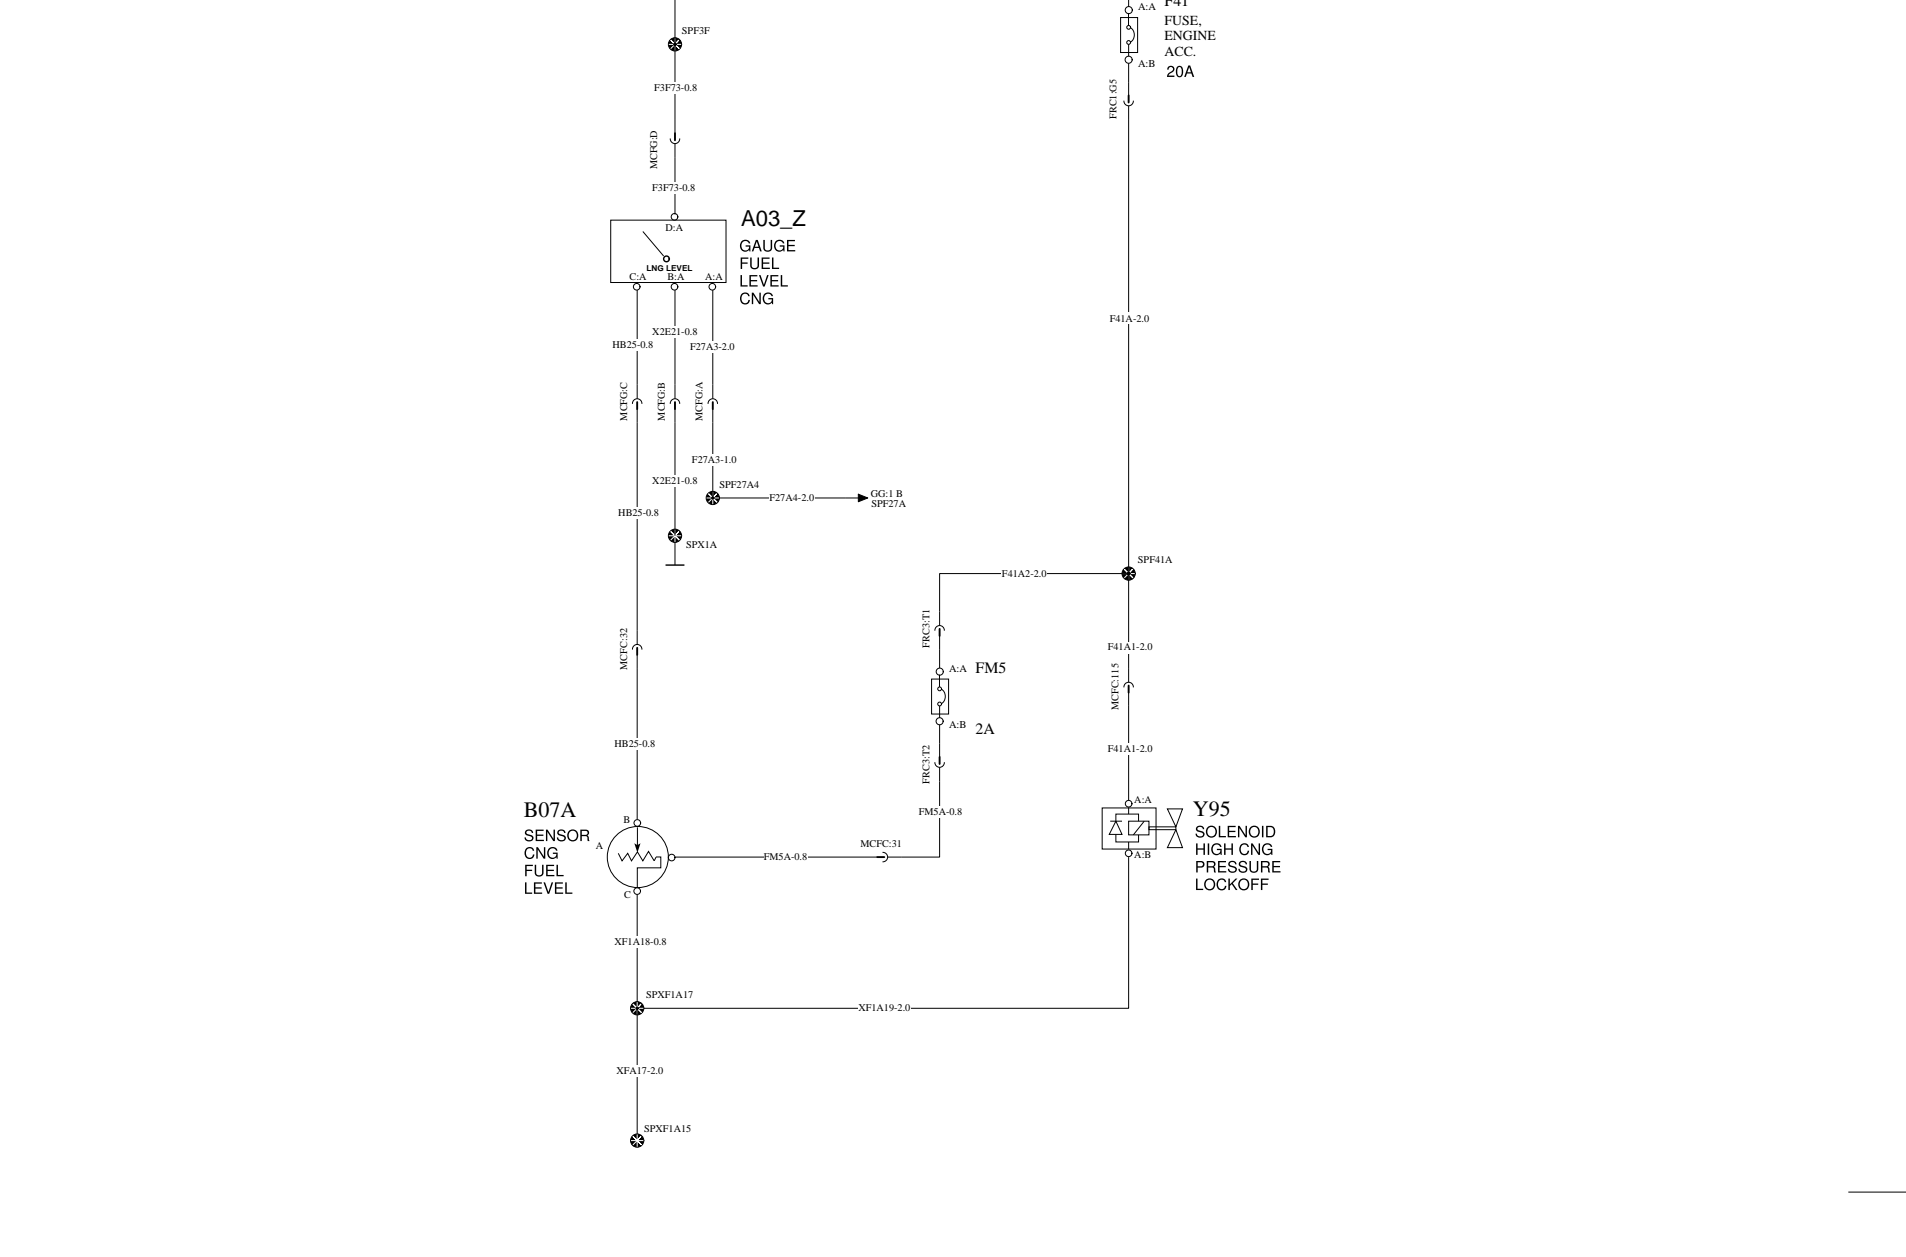 F41
A:A
FUSE,
ENGINE
ACC.
A:B
20A
FRC1:G5
SPF3F
F3F73-0.8
MCFG:D
F3F73-0.8
A03_Z
D:A
GAUGE
FUEL
LEVEL
CNG
LNG LEVEL
C:A B:A A:A
F41A-2.0
X2E21-0.8
HB25-0.8
F27A3-2.0
MCFG:C
MCFG:B
MCFG:A
F27A3-1.0
X2E21-0.8
SPF27A4
F27A4-2.0
GG:1 B
SPF27A
HB25-0.8
SPX1A
SPF41A
F41A2-2.0
FRC3:T1
MCFC:32
F41A1-2.0
A:A FM5
MCFC:115
A:B 2A
HB25-0.8
F41A1-2.0
FRC3:T2
FM5A-0.8
B07A
SENSOR
CNG
FUEL
LEVEL
B
A
C
FM5A-0.8
MCFC:31
A:A
Y95
SOLENOID
HIGH CNG
PRESSURE
LOCKOFF
A:B
XF1A18-0.8
SPXF1A17
XF1A19-2.0
XFA17-2.0
SPXF1A15